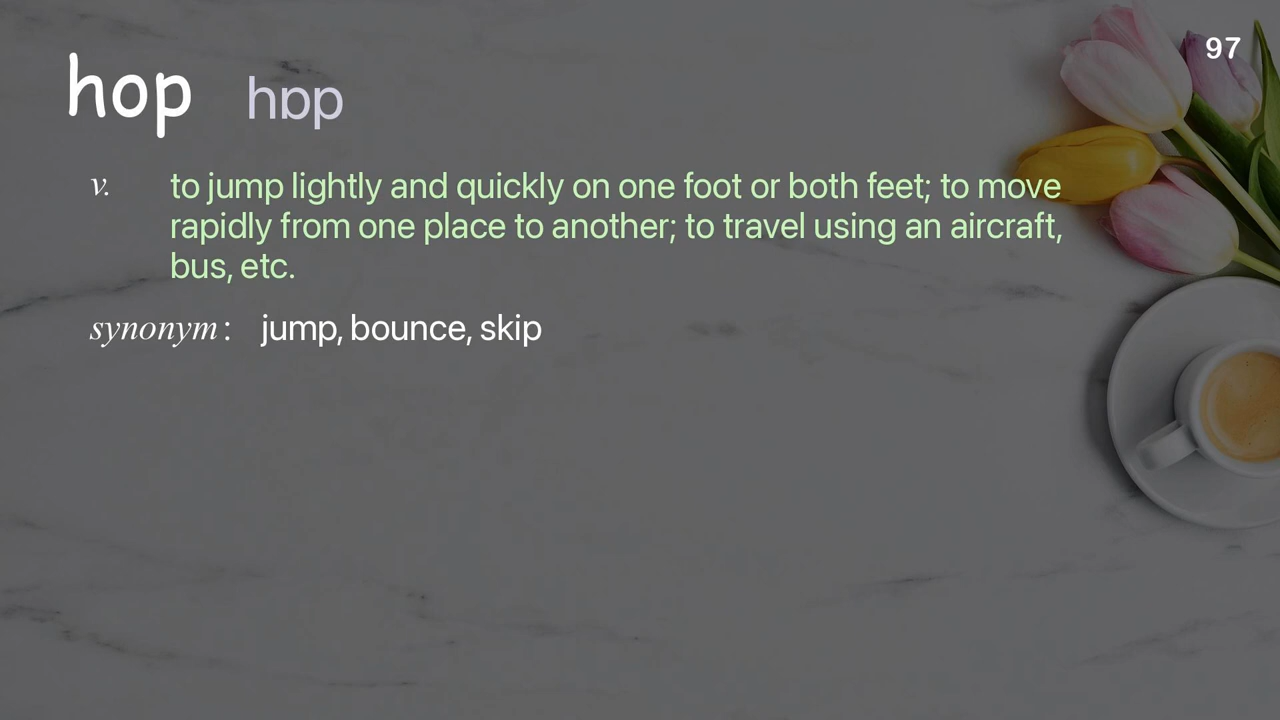 97
hop hɒp
v. to jump lightly and quickly on one foot or both feet; to move
rapidly from one place to another; to travel using an aircraft,
bus, etc.
synonym : jump, bounce, skip